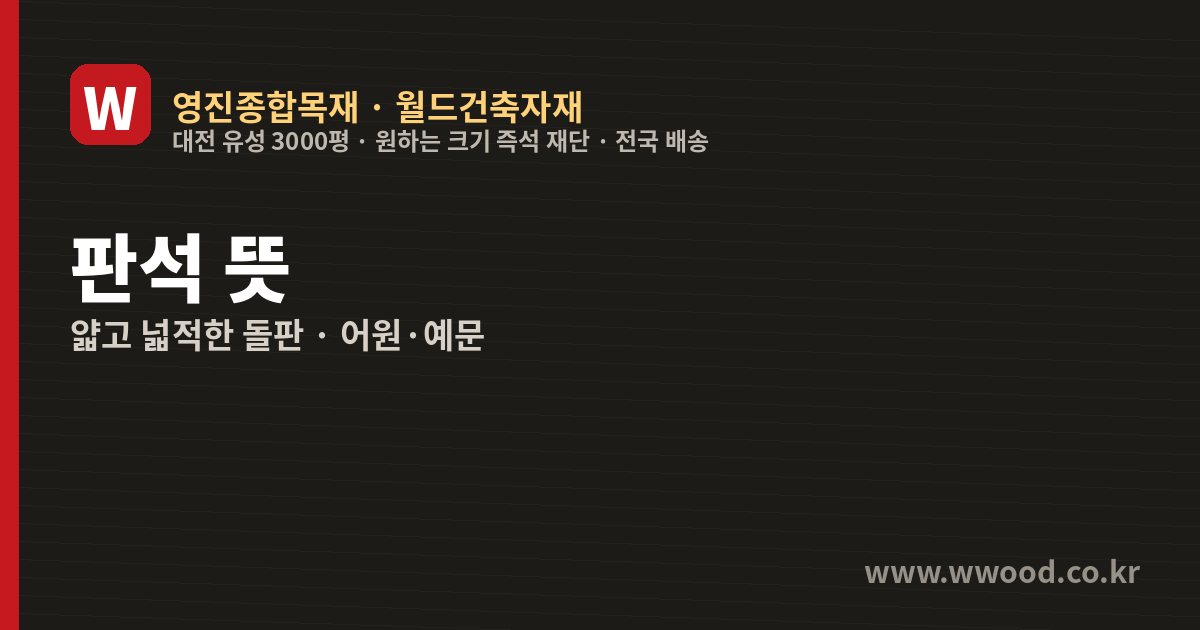 W
영진종합목재 · 월드건축자재
대전 유성 3000평 · 원하는 크기 즉석 재단 · 전국 배송
판석 뜻
얇고 넓적한 돌판 · 어원·예문
www.wwood.co.kr